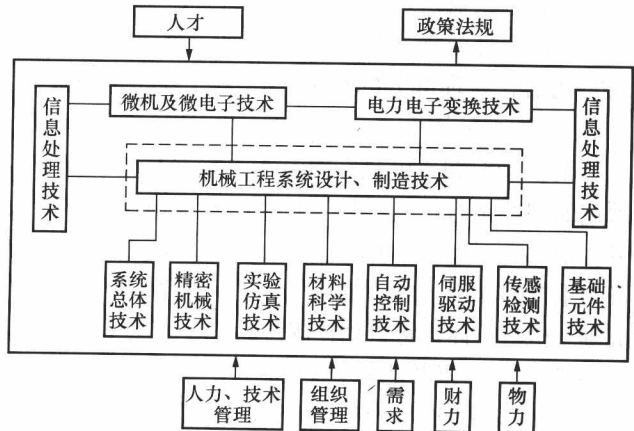 人才
政策法规
微机及微电子技术
电力电子变换技术
信息处理技术
信息处理技术
机械工程系统设计、制造技术
系统
总体
技术
精密
机械
技术
实验
仿真
技术
材料
科学
技术
自动
控制
技术
伺服
驱动
技术
传感
检测
技术
基础
元件
技术
人力、技术
管理
组织
管理
需
求
财
力
物
力